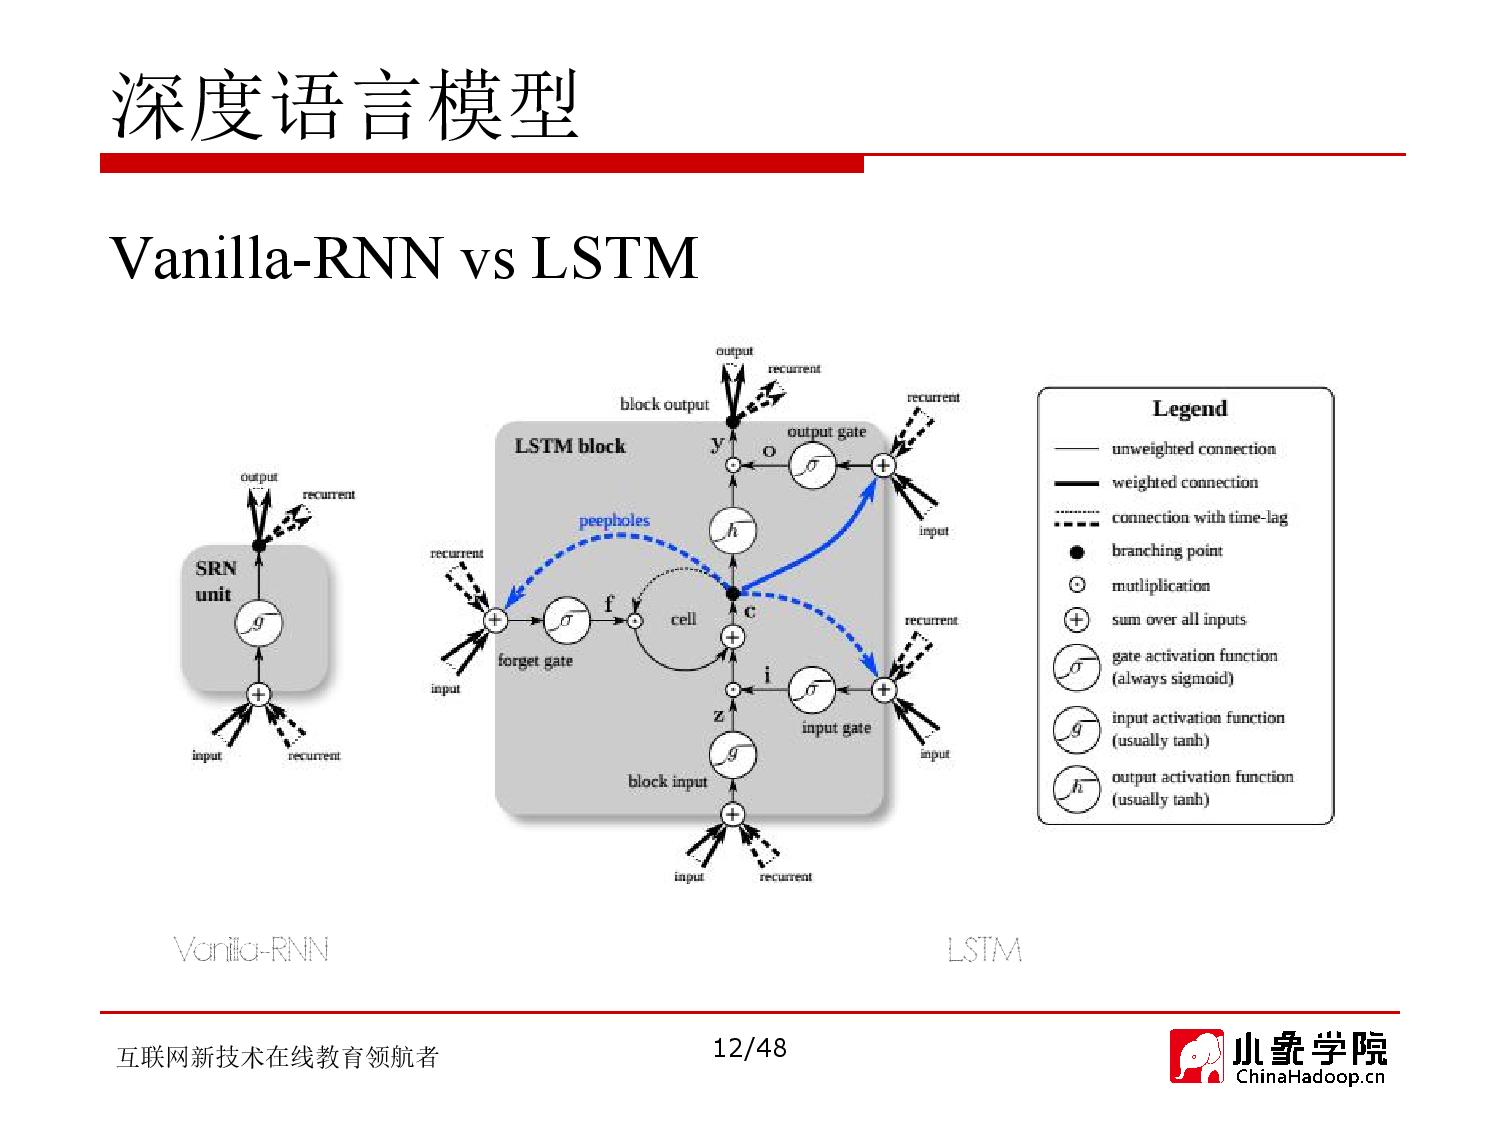 深度语言模型
Vanilla-RNN vs LSTM
output
recurrent
SRN
unit
g
input
recurrent
output
recurrent
block output
recurrent
LSTM block
y
o
output gate
σ
input
peepholes
h
recurrent
f
σ
cell
c
forget gate
input
recurrent
i
σ
z
input gate
input
g
block input
input
recurrent
Legend
unweighted connection
weighted connection
connection with time-lag
branching point
mutliplication
sum over all inputs
σ
gate activation function
(always sigmoid)
g
input activation function
(usually tanh)
h
output activation function
(usually tanh)
Vanilla-RNN
LSTM
互联网新技术在线教育领航者
12/48
小象学院
ChinaHadoop.cn